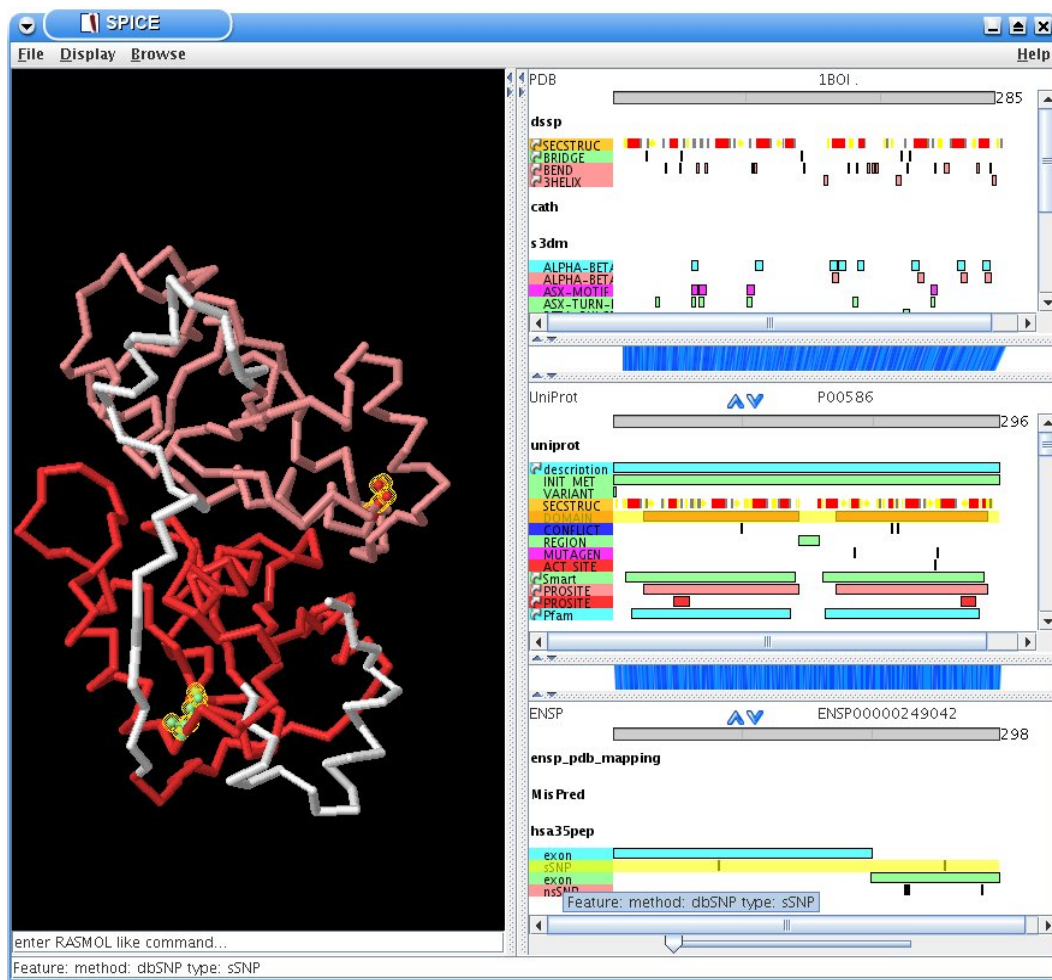 SPICE
File Display Browse Help
PDB 1BOI .
285
dssp
SECSTRUC
BRIDGE
BEND
3HELIX
cath
s3dm
ALPHA-BETA
ALPHA-BETA
ASX-MOTIF
ASX-TURN-
UniProt P00586
296
uniprot
description
INIT_MET
VARIANT
SECSTRUC
DOMAIN
CONFLICT
REGION
MUTAGEN
ACT_SITE
Smart
PROSITE
PROSITE
Pfam
ENSP ENSP00000249042
298
ensp_pdb_mapping
MisPred
hsa35pep
exon
sSNP
exon
nsSNP
Feature: method: dbSNP type: sSNP
enter RASMOL like command...
Feature: method: dbSNP type: sSNP